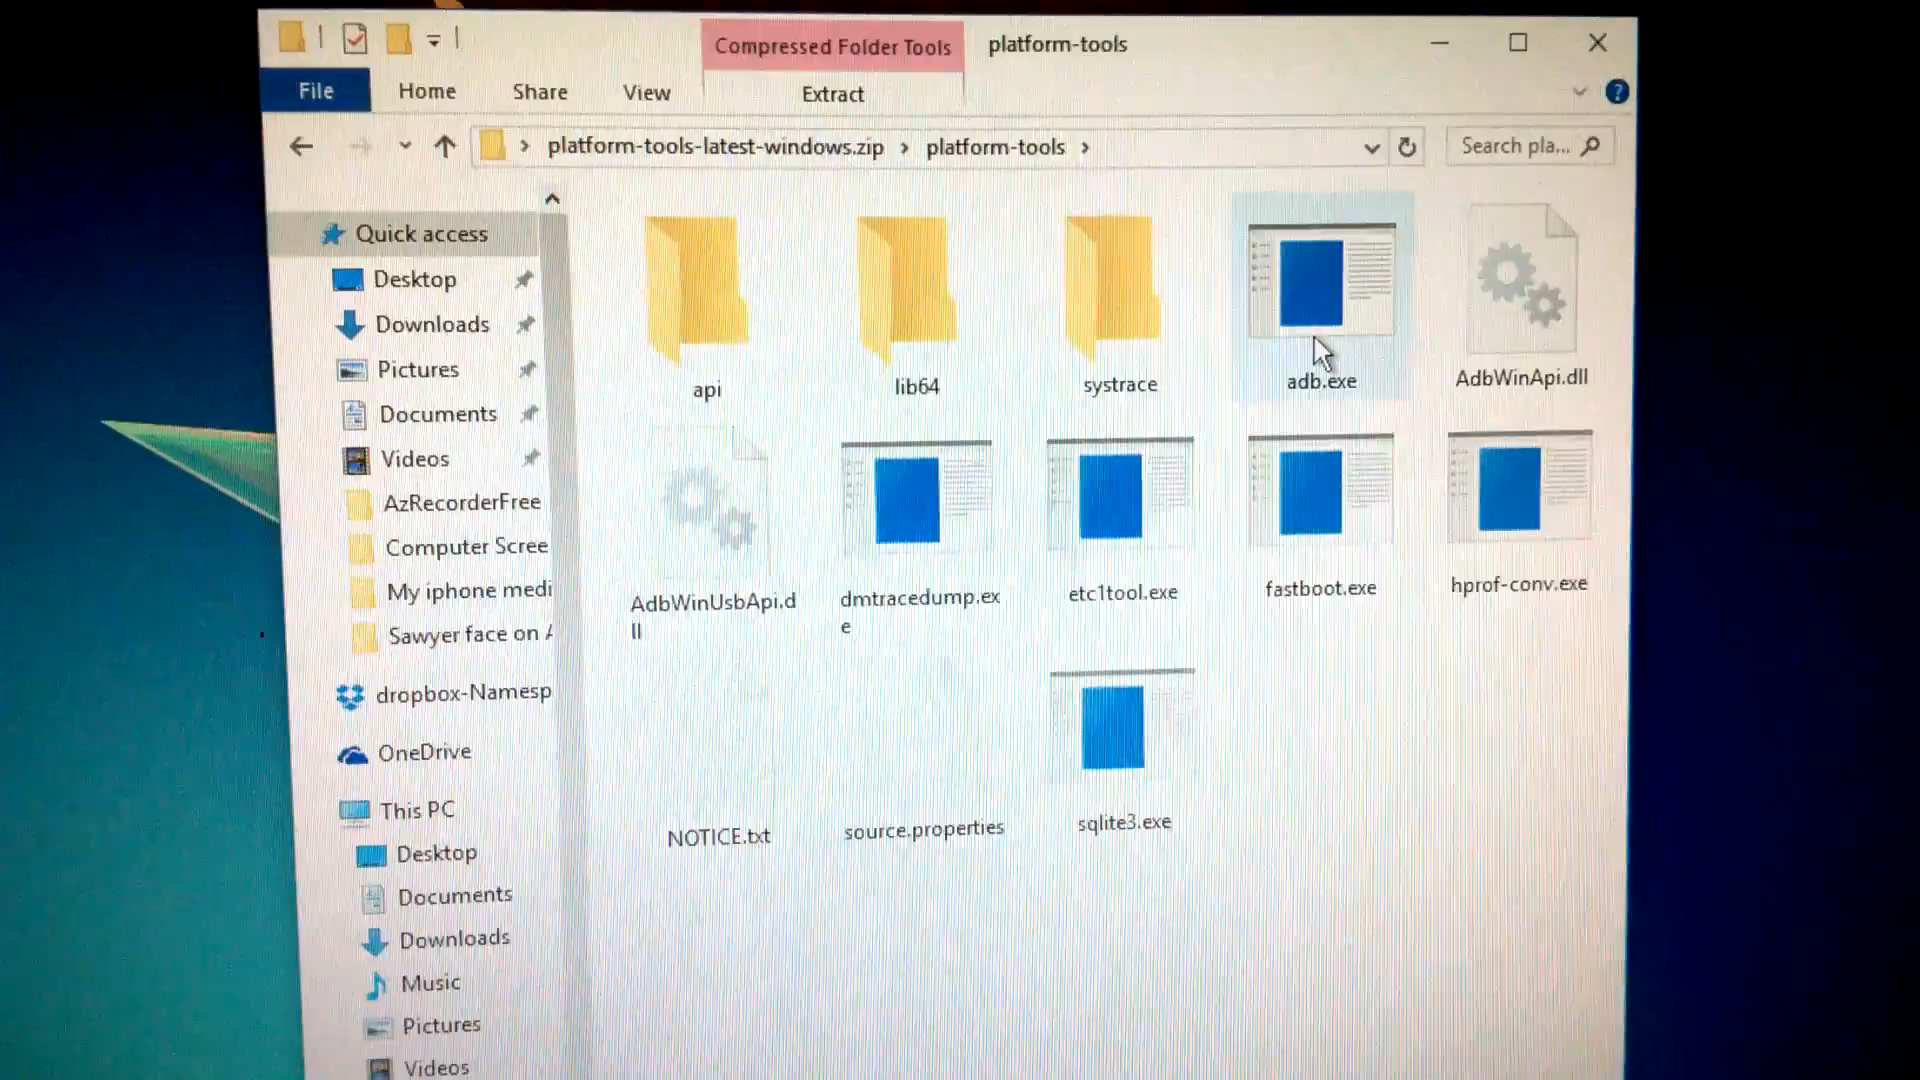 Compressed Folder Tools
platform-tools
File
Home
Share
View
Extract
?
platform-tools-latest-windows.zip
platform-tools
Search pla...
Quick access
Desktop
Downloads
Pictures
Documents
Videos
AzRecorderFree
Computer Scree
My iphone medi
Sawyer face on
dropbox-Namesp
OneDrive
This PC
Desktop
Documents
Downloads
Music
Pictures
Videos
api
lib64
systrace
adb.exe
AdbWinApi.dll
AdbWinUsbApi.d
ll
dmtracedump.ex
e
etc1tool.exe
fastboot.exe
hprof-conv.exe
NOTICE.txt
source.properties
sqlite3.exe